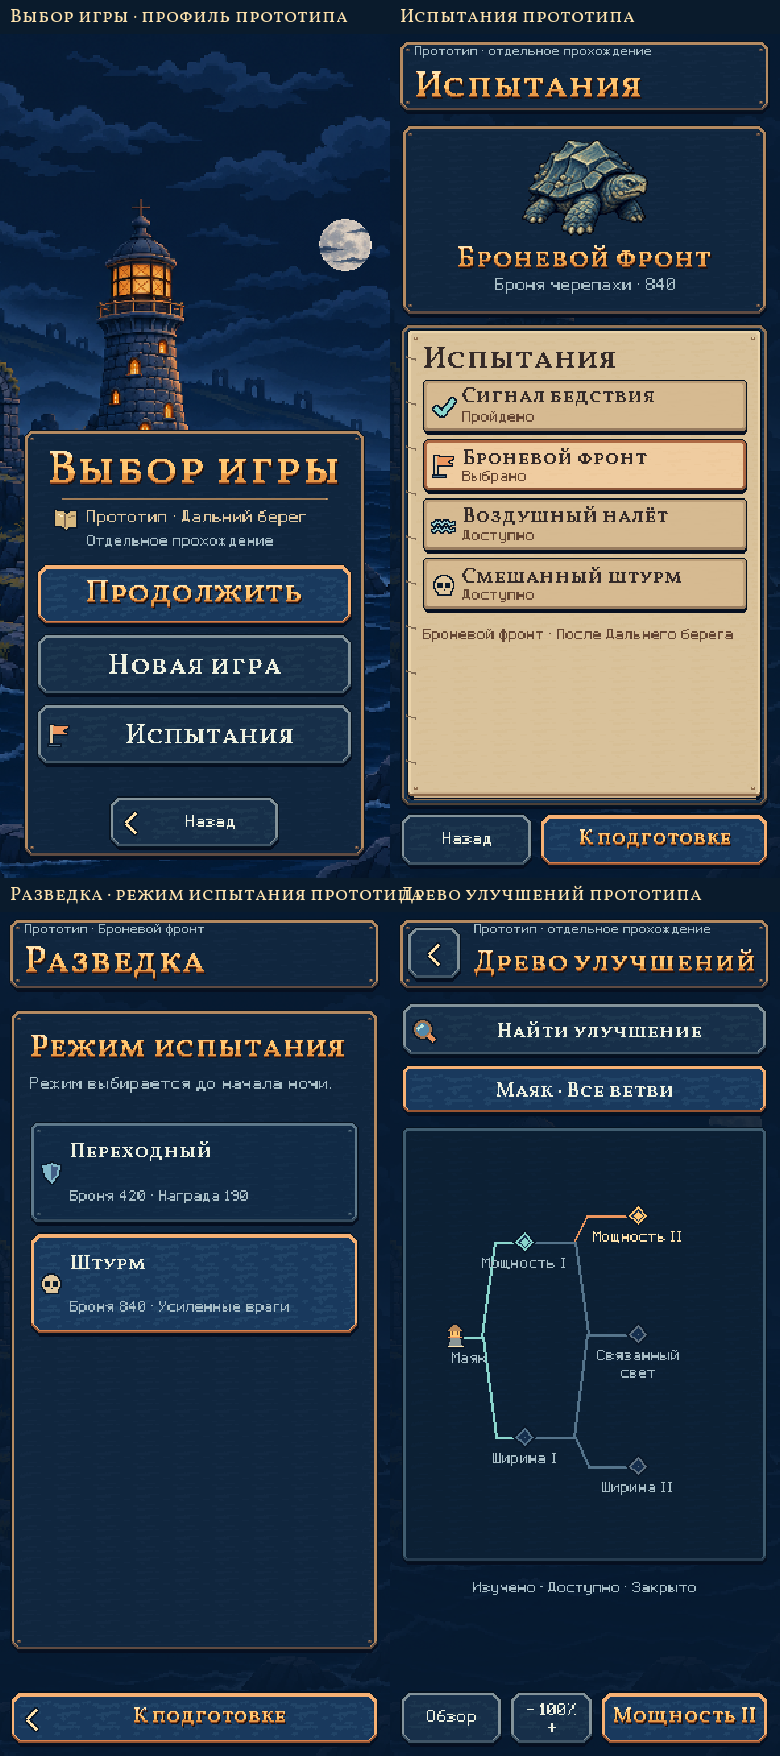 Выбор игры · профиль прототипа
Выбор игры
Прототип · Дальний берег
Отдельное прохождение
Продолжить
Новая игра
Испытания
Назад
Испытания прототипа
Прототип · отдельное прохождение
Испытания
Броневой фронт
Броня черепахи · 840
Испытания
Сигнал бедствия
Пройдено
Броневой фронт
Выбрано
Воздушный налёт
Доступно
Смешанный штурм
Доступно
Броневой фронт · После Дальнего берега
Назад
К подготовке
Разведка · режим испытания прототипа
Прототип · Броневой фронт
Разведка
Режим испытания
Режим выбирается до начала ночи.
Переходный
Броня 420 · Награда 190
Штурм
Броня 840 · Усиленные враги
К подготовке
Древо улучшений прототипа
Прототип · отдельное прохождение
Древо улучшений
Найти улучшение
Маяк · Все ветви
Мощность II
Мощность I
Маяк
Связанный
свет
Ширина I
Ширина II
Изучено · Доступно · Закрыто
Обзор
− 100%
+
Мощность II